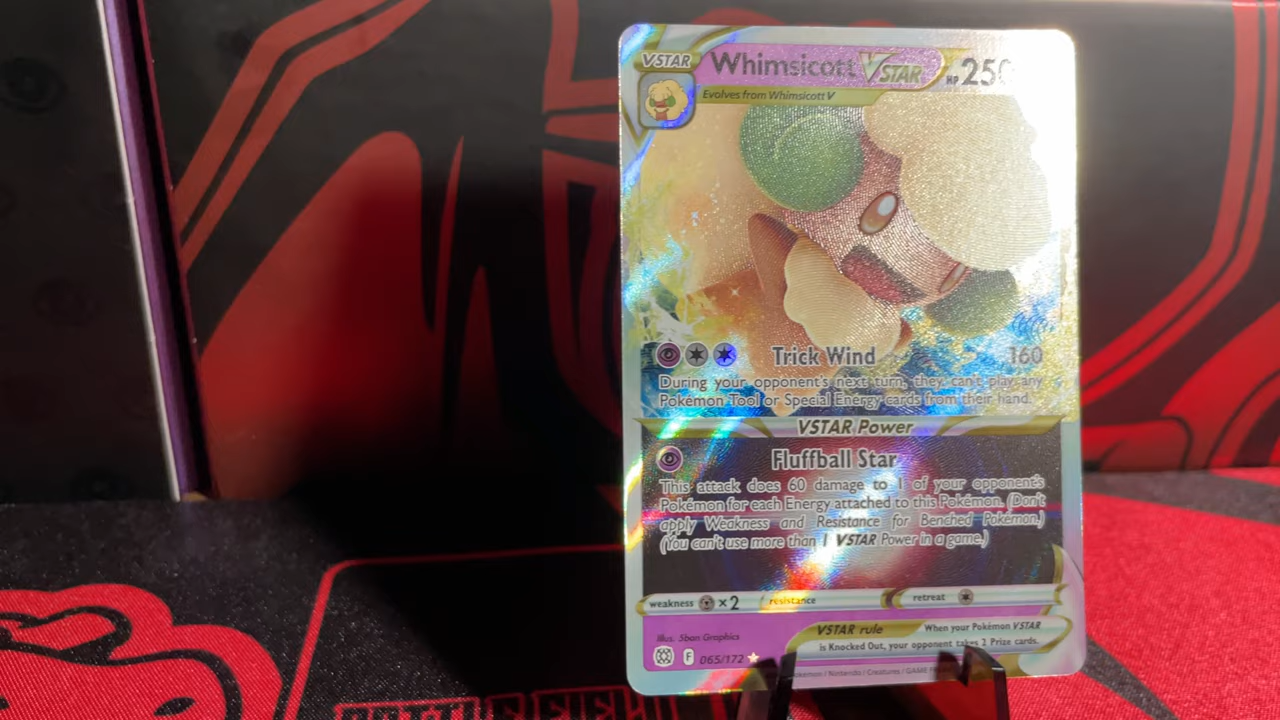 VSTAR Whimsicott VSTAR HP 250
Evolves from Whimsicott V
Trick Wind 160
During your opponent's next turn, they can't play any
Pokémon Tool or Special Energy cards from their hand.
VSTAR Power
Fluffball Star
This attack does 60 damage to 1 of your opponent's
Pokémon for each Energy attached to this Pokémon. (Don't
apply Weakness and Resistance for Benched Pokémon.)
(You can't use more than 1 VSTAR Power in a game.)
weakness ×2 resistance retreat
Illus. 5ban Graphics
VSTAR rule When your Pokémon VSTAR
is Knocked Out, your opponent takes 2 Prize cards.
F 065/172
Pokémon / Nintendo / Creatures / GAME